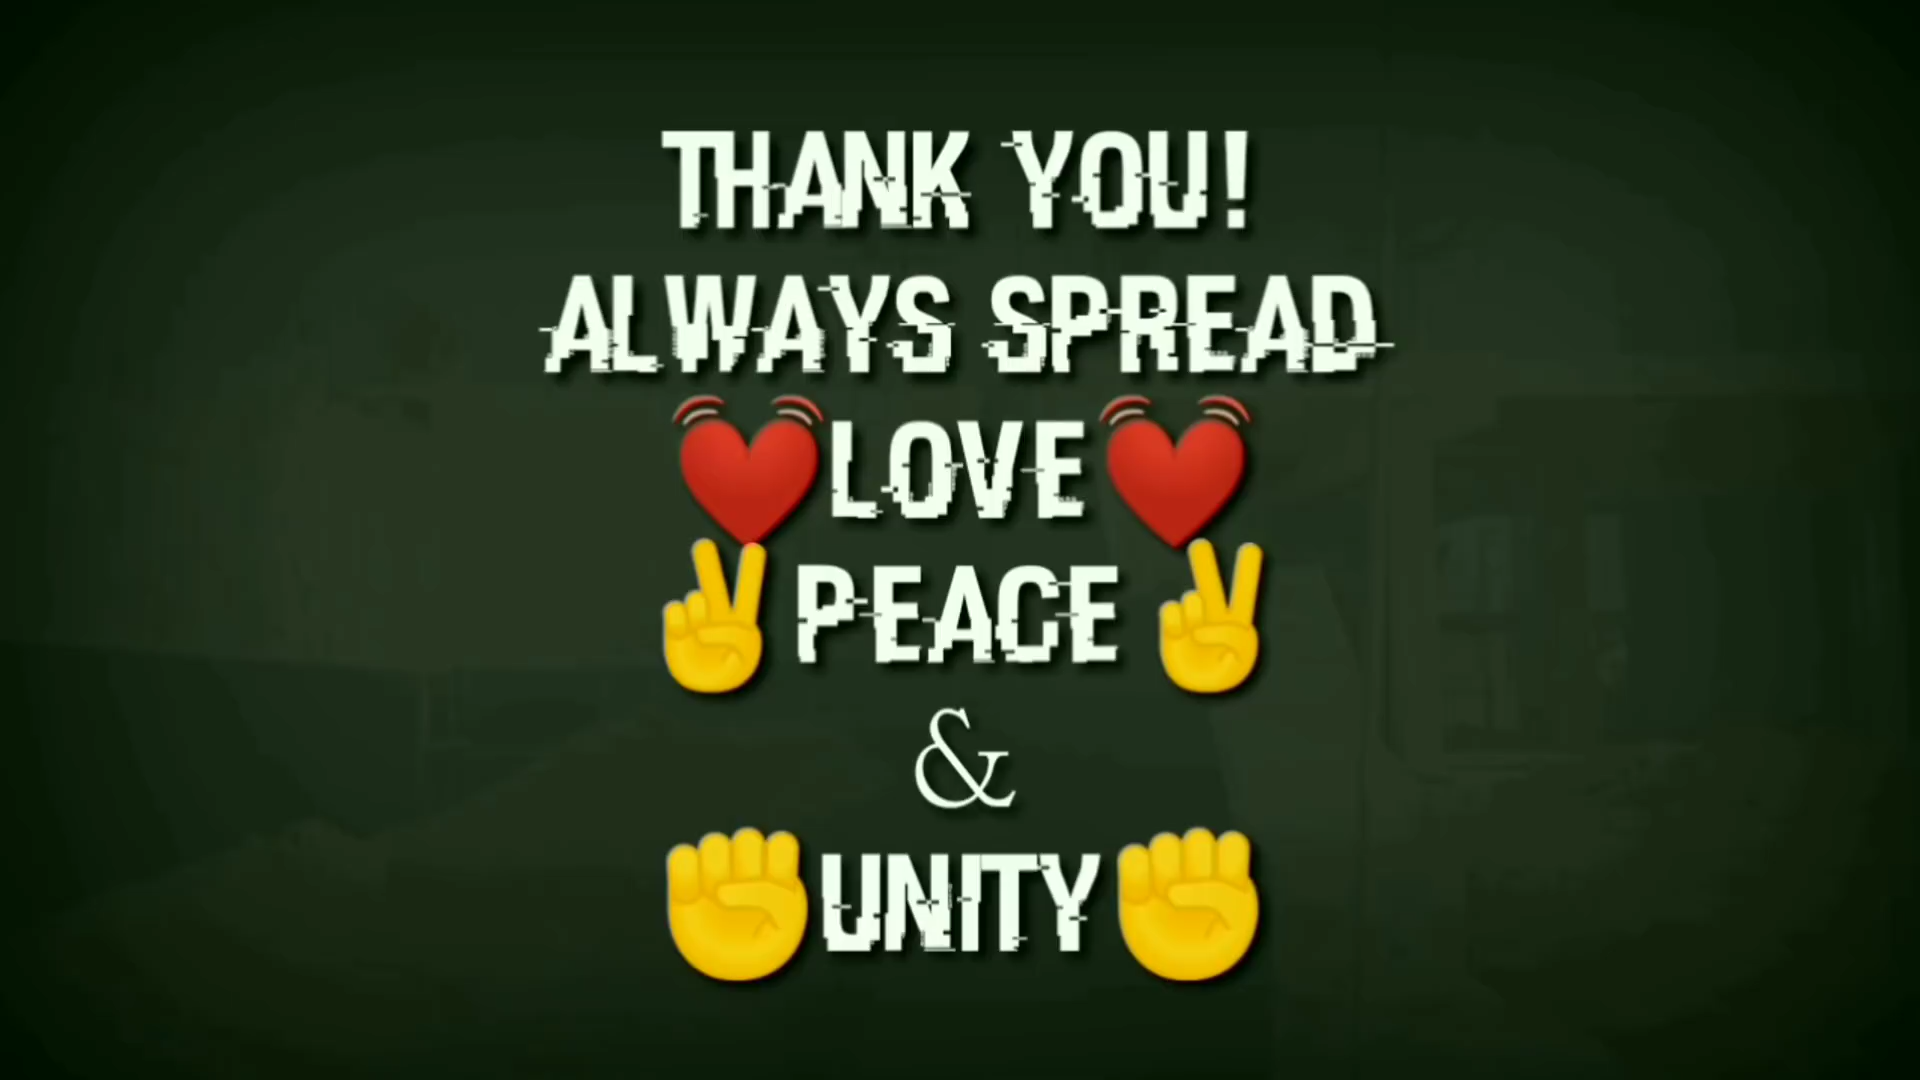 THANK YOU!
ALWAYS SPREAD
💓LOVE💓
✌PEACE✌
&
✊UNITY✊